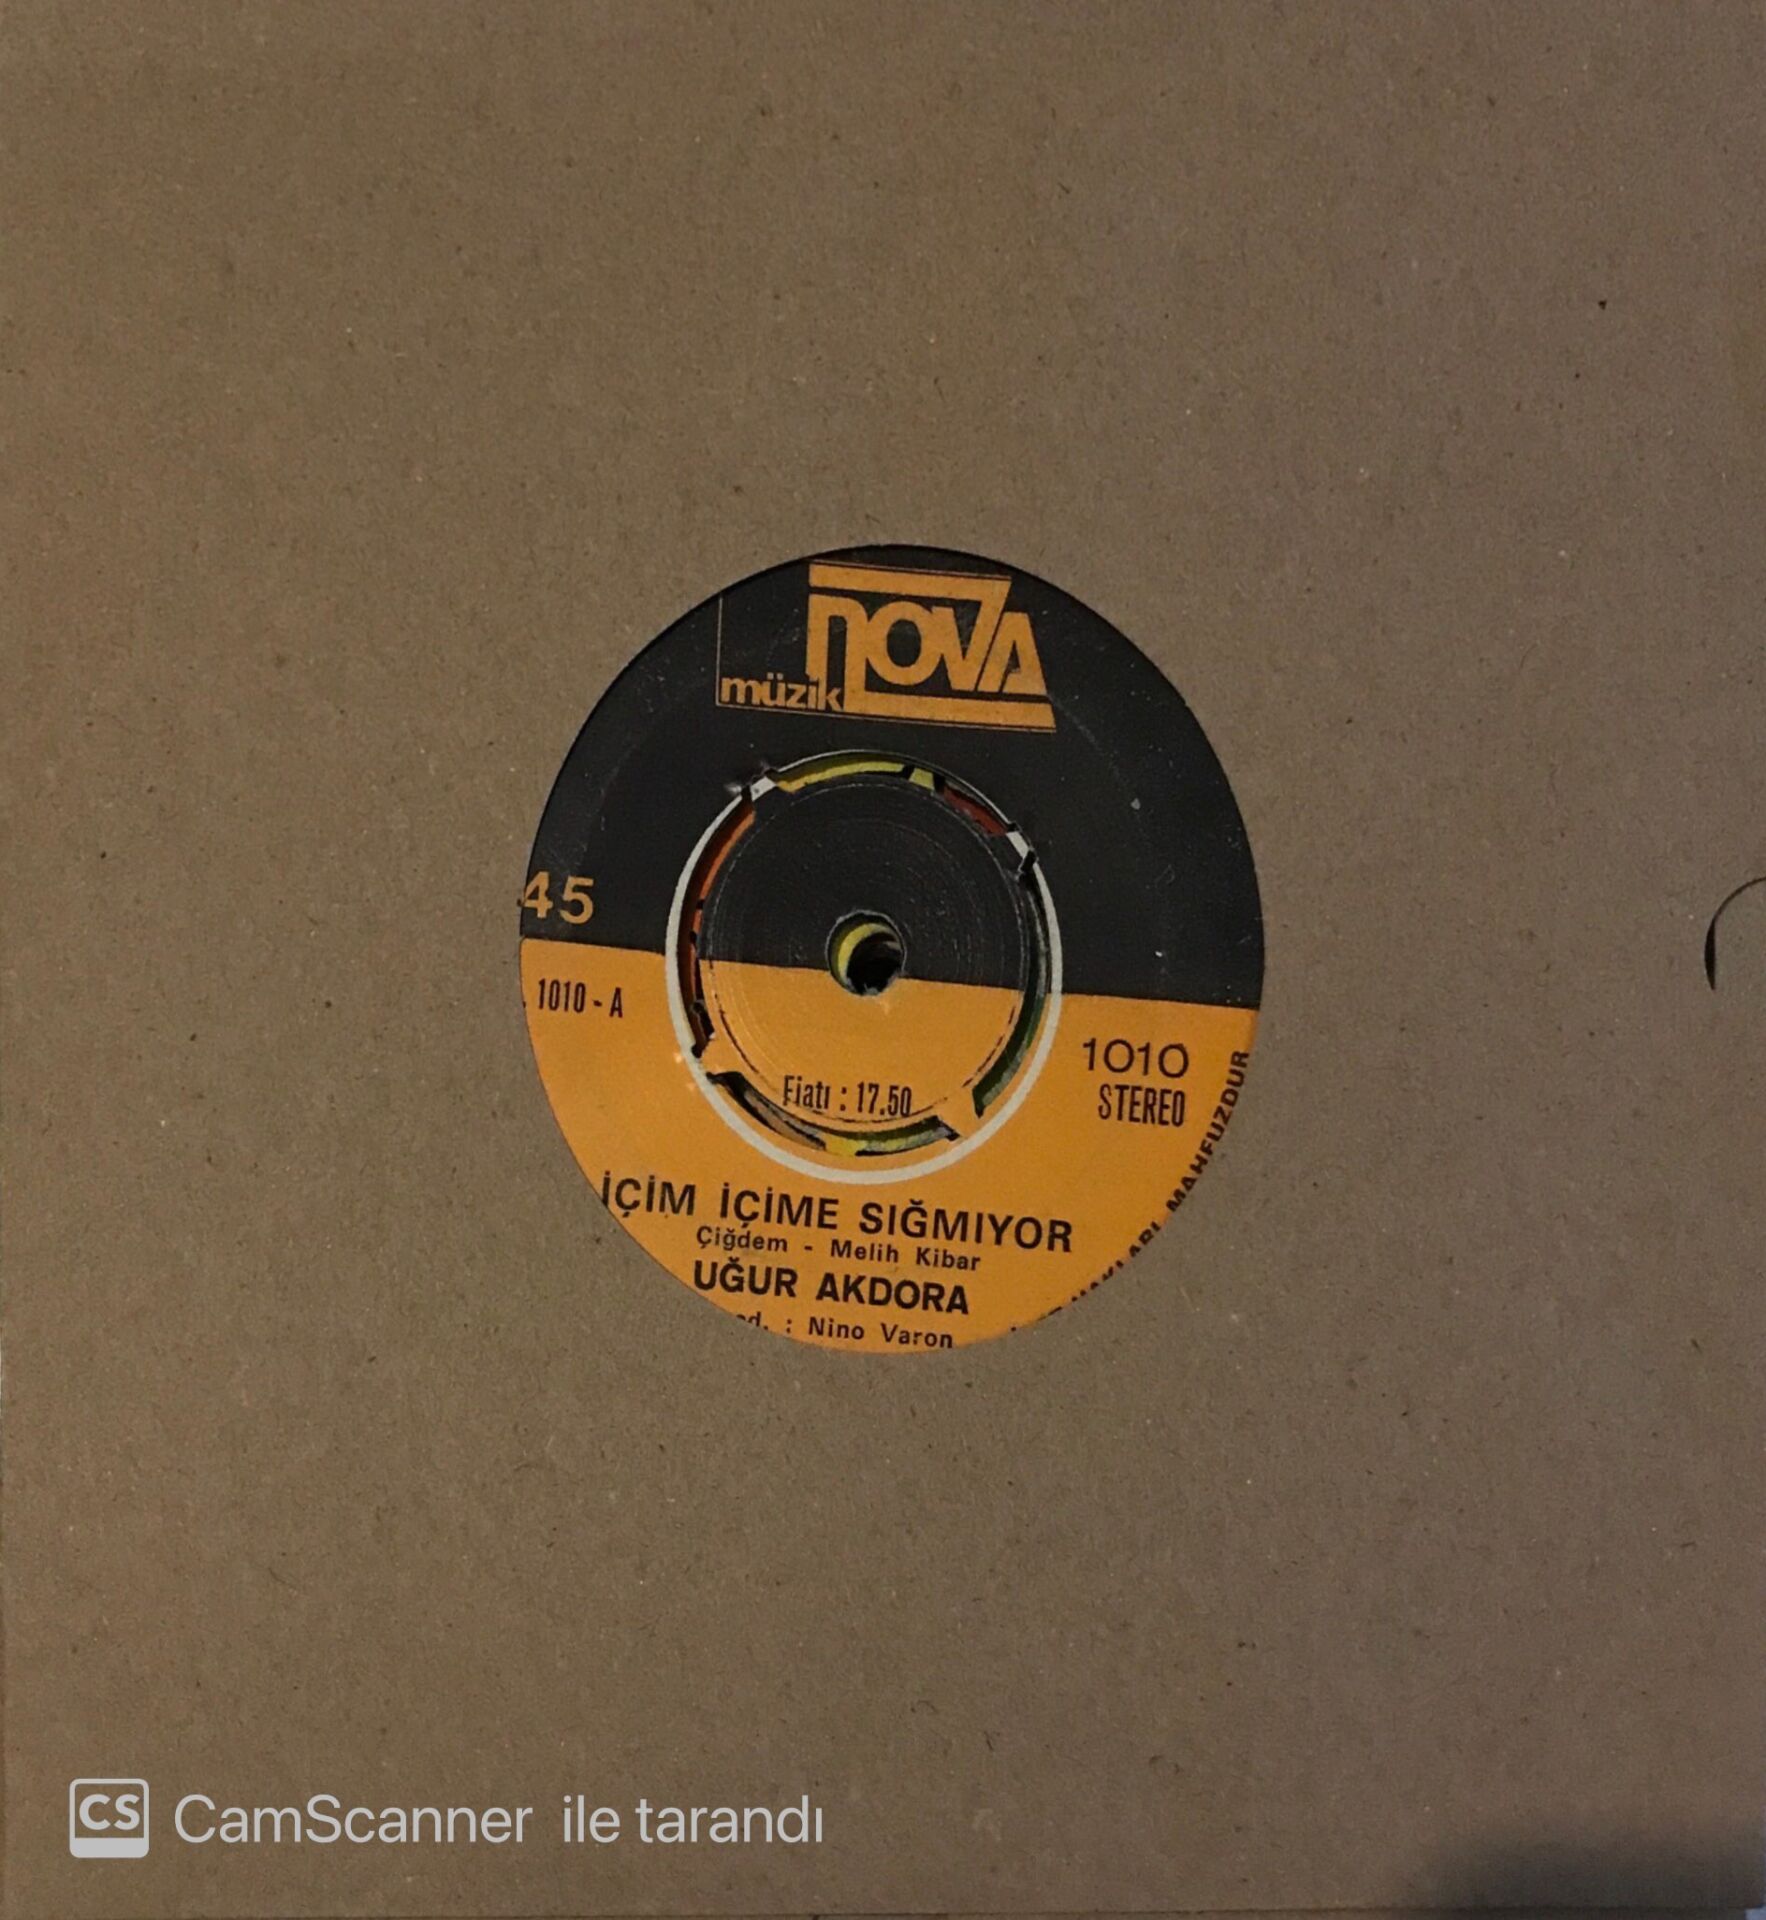 nova
müzik
45
1010 - A
1010
STEREO
Fiatı : 17.50
İÇİM İÇİME SIĞMIYOR
Çiğdem - Melih Kibar
UĞUR AKDORA
: Nino Varon
MAHFUZDUR
CS CamScanner ile tarandı